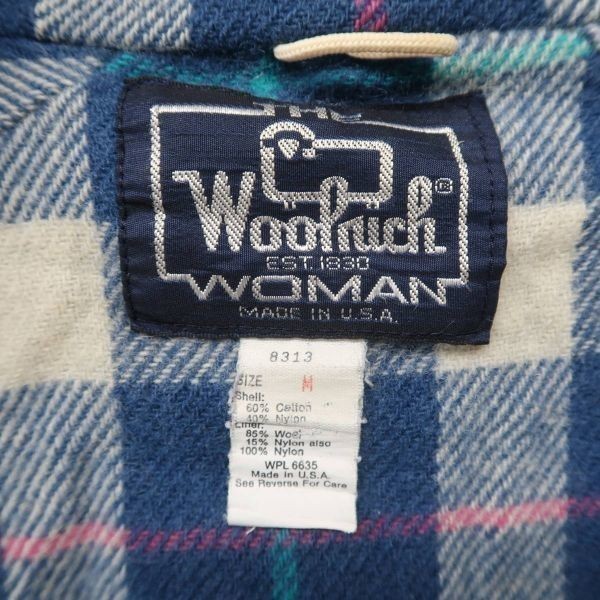 THE
Woolrich®
EST. 1830
WOMAN
MADE IN U.S.A.
8313
SIZE M
Shell:
60% Cotton
40% Nylon
Liner:
85% Wool
15% Nylon also
100% Nylon
WPL 6635
Made in U.S.A.
See Reverse For Care